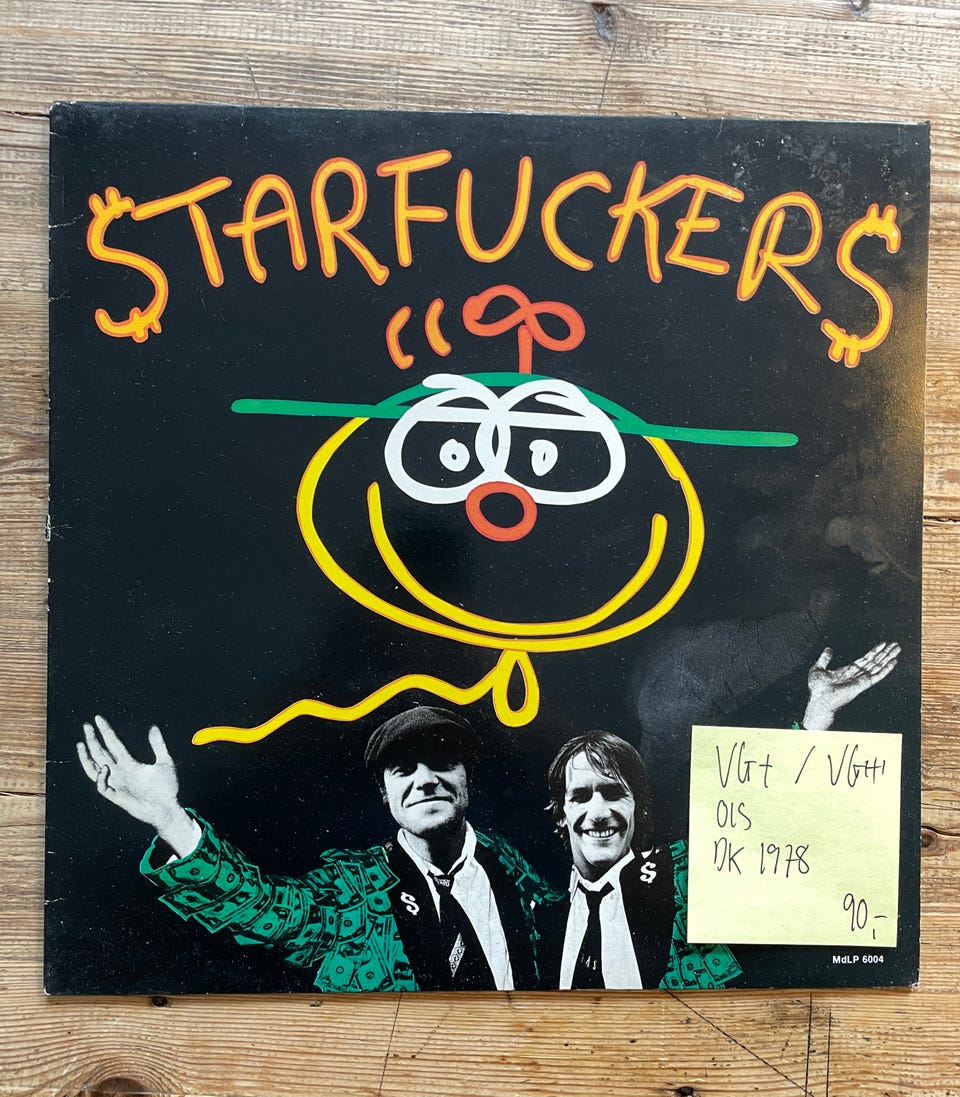 $TARFUCKER$
VG+ / VG++
OIS
DK 1978
90,-
MdLP 6004